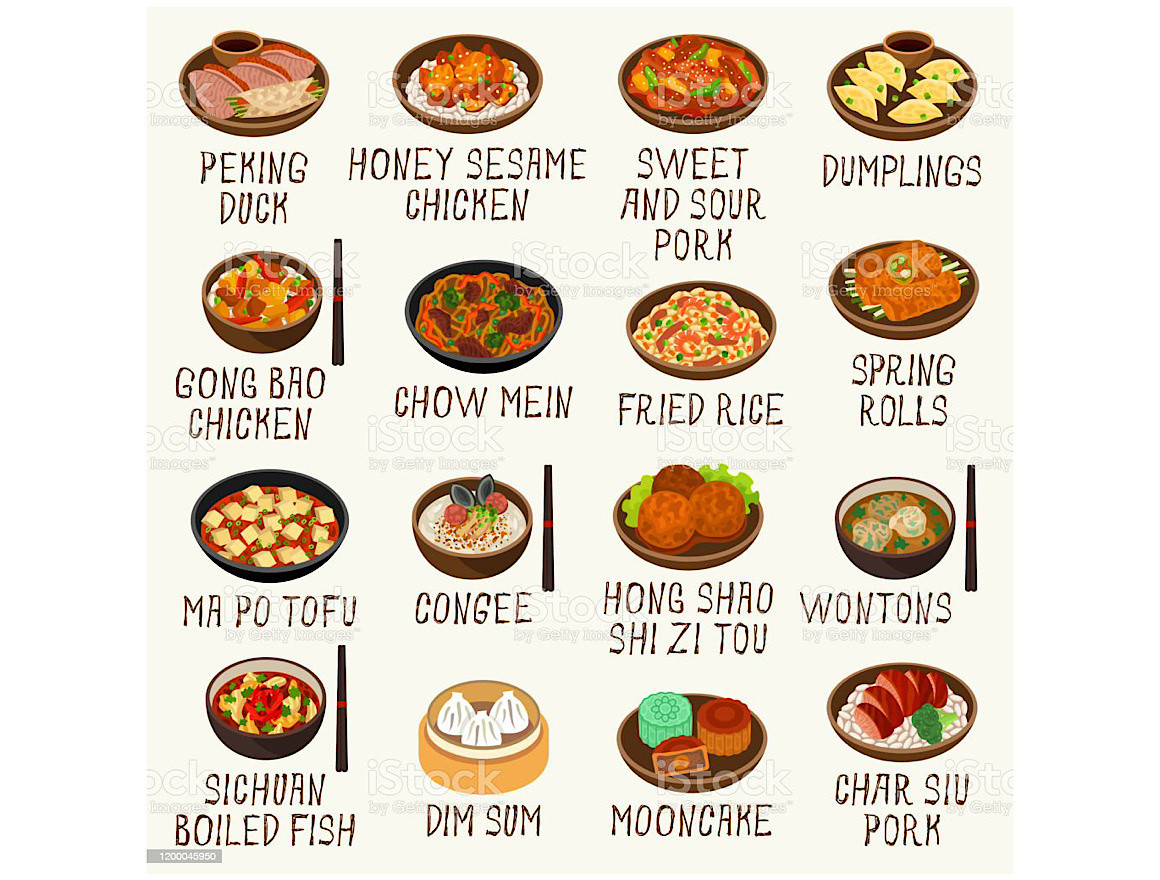 PEKING
DUCK
HONEY SESAME
CHICKEN
SWEET
AND SOUR
PORK
DUMPLINGS
GONG BAO
CHICKEN
CHOW MEIN
FRIED RICE
SPRING
ROLLS
MA PO TOFU
CONGEE
HONG SHAO
SHI ZI TOU
WONTONS
SICHUAN
BOILED FISH
DIM SUM
MOONCAKE
CHAR SIU
PORK
iStock
by Getty Images™
1200045950